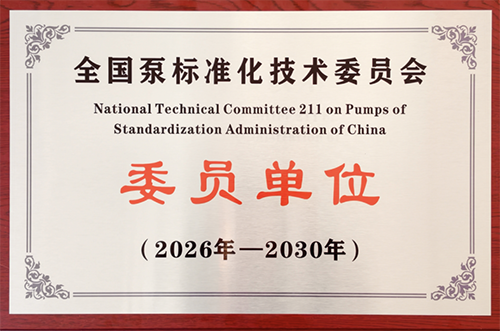 全国泵标准化技术委员会
National Technical Committee 211 on Pumps of
Standardization Administration of China
委员单位
（2026年—2030年）